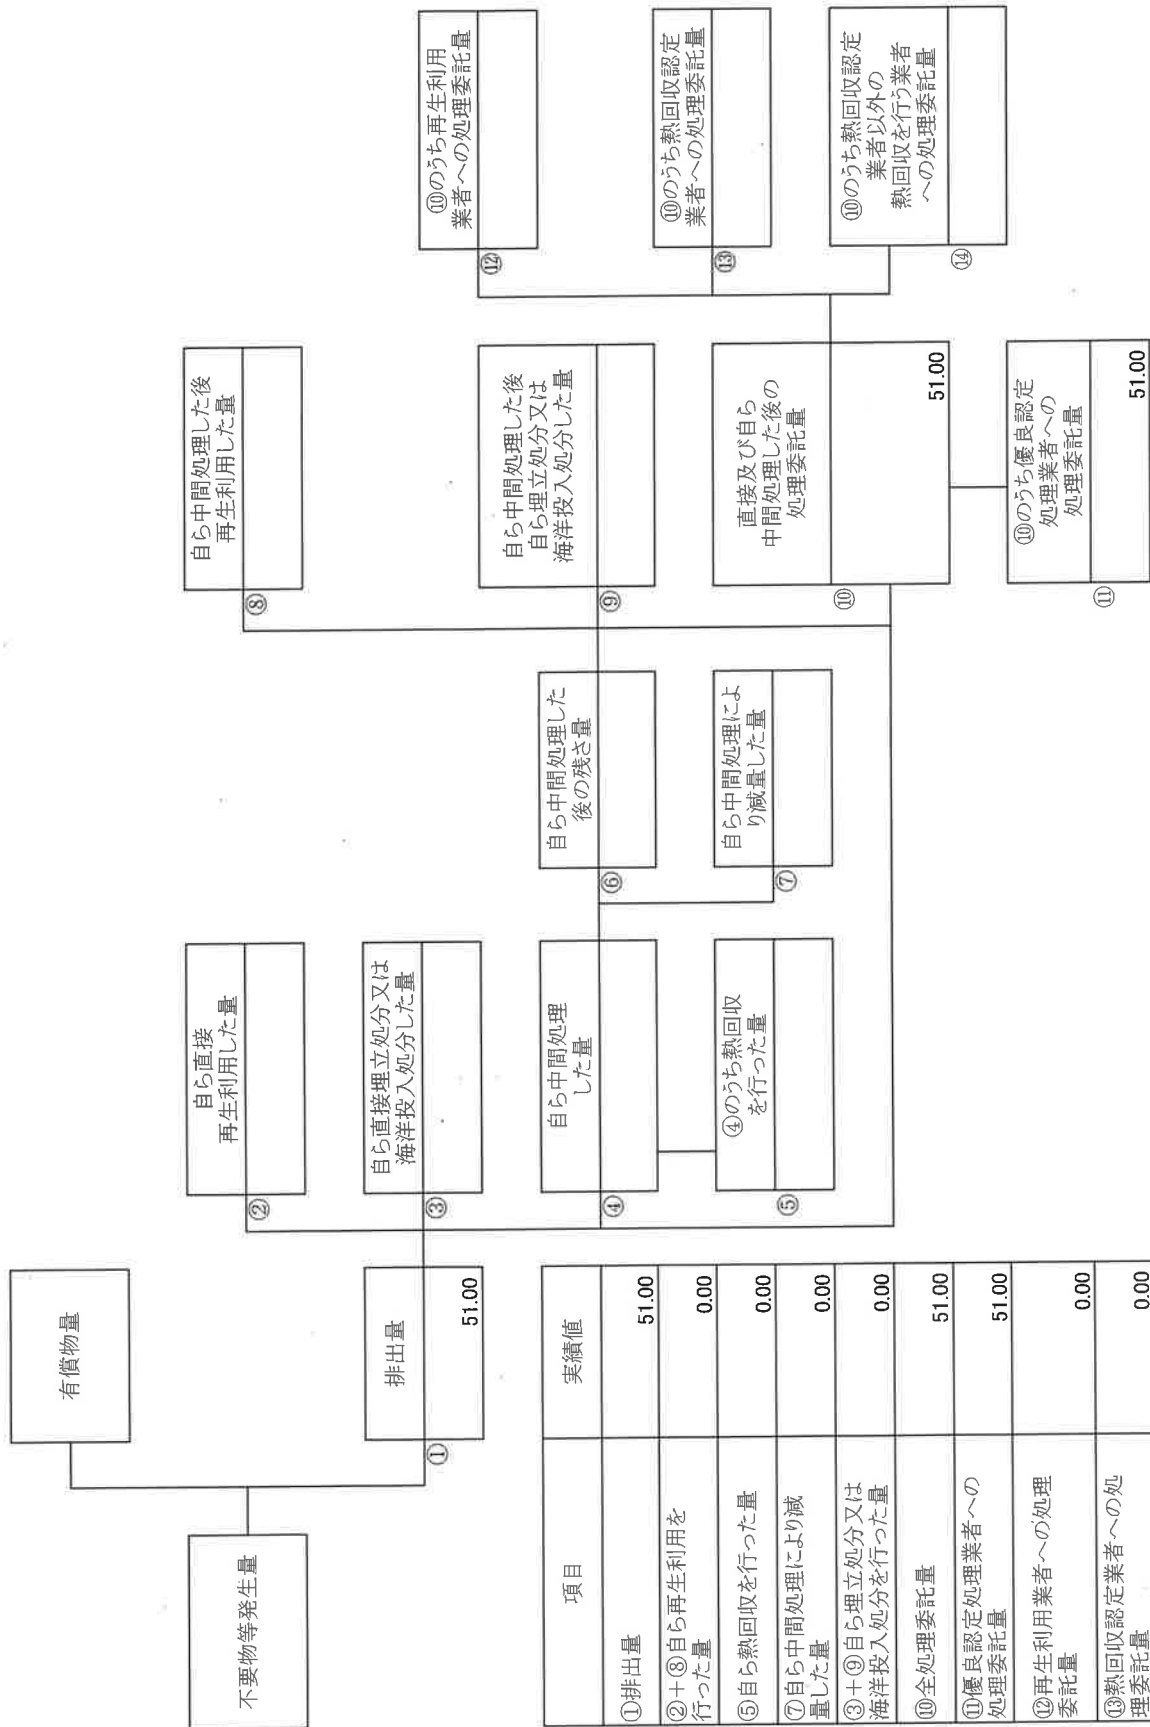 不要物等発生量
有償物量
排出量
①
51.00
自ら直接
再生利用した量
②
自ら直接埋立処分又は
海洋投入処分した量
③
自ら中間処理
した量
④
④のうち熱回収
を行った量
⑤
自ら中間処理した
後の残さ量
⑥
自ら中間処理によ
り減量した量
⑦
自ら中間処理した後
再生利用した量
⑧
自ら中間処理した後
自ら埋立処分又は
海洋投入処分した量
⑨
直接及び自ら
中間処理した後の
処理委託量
⑩
51.00
⑩のうち優良認定
処理業者への
処理委託量
⑪
51.00
⑩のうち再生利用
業者への処理委託量
⑫
⑩のうち熱回収認定
業者への処理委託量
⑬
⑩のうち熱回収認定
業者以外の
熱回収を行う業者
への処理委託量
⑭
項目 実績値
①排出量 51.00
②+⑧自ら再生利用を
行った量 0.00
⑤自ら熱回収を行った量 0.00
⑦自ら中間処理により減
量した量 0.00
③+⑨自ら埋立処分又は
海洋投入処分を行った量 0.00
⑩全処理委託量 51.00
⑪優良認定処理業者への
処理委託量 51.00
⑫再生利用業者への処理
委託量 0.00
⑬熱回収認定業者への処
理委託量 0.00